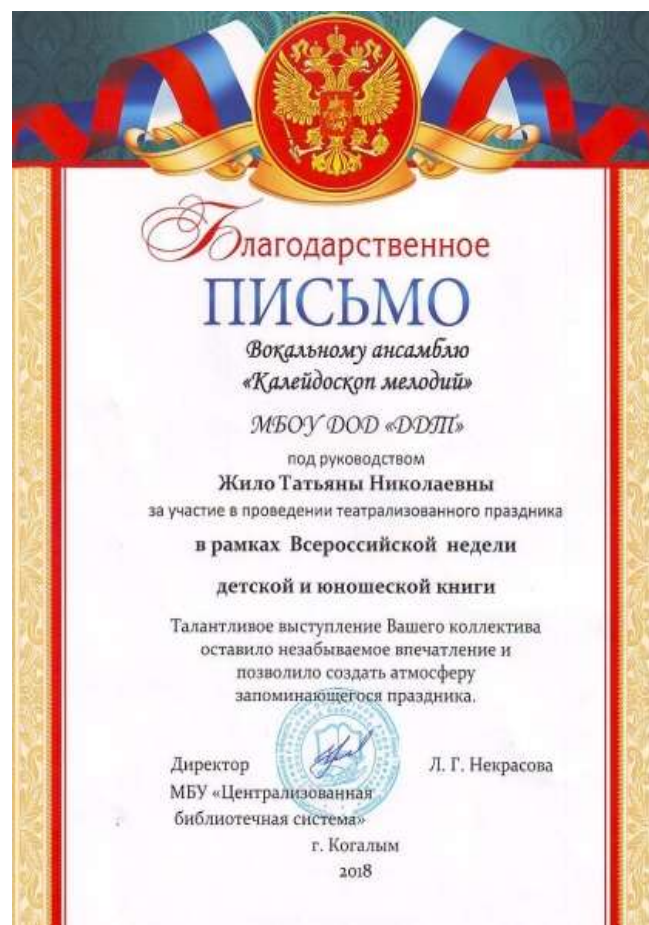 Благодарственное
ПИСЬМО
Вокальному ансамблю
«Калейдоскоп мелодий»
МБОУ DOD «DDT»
под руководством
Жило Татьяны Николаевны
за участие в проведении театрализованного праздника
в рамках Всероссийской недели
детской и юношеской книги
Талантливое выступление Вашего коллектива
оставило незабываемое впечатление и
позволило создать атмосферу
запоминающегося праздника.
Директор Л. Г. Некрасова
МБУ «Централизованная
библиотечная система»
г. Когалым
2018